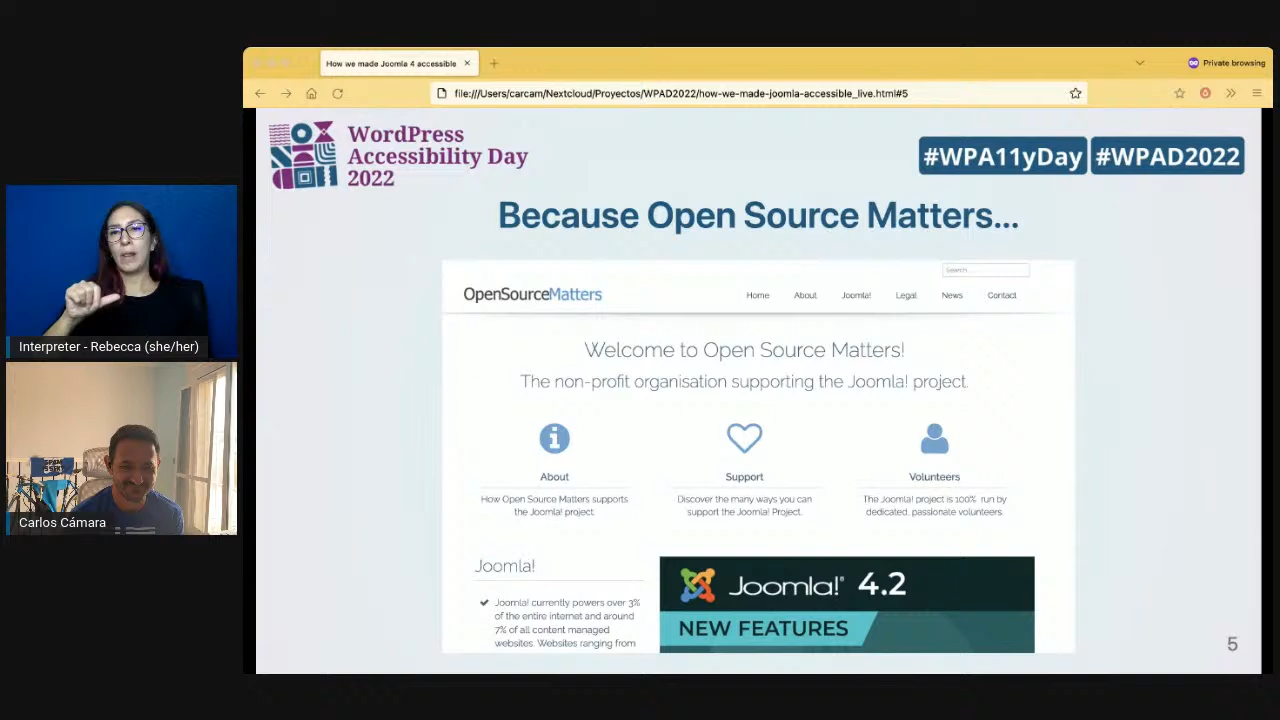 How we made Joomla 4 accessible
Private browsing
file:///Users/carcam/Nextcloud/Proyectos/WPAD2022/how-we-made-joomla-accessible_live.html#5
WordPress
Accessibility Day
2022
#WPA11yDay #WPAD2022
Because Open Source Matters...
Search...
OpenSourceMatters
Home About Joomla! Legal News Contact
Welcome to Open Source Matters!
The non-profit organisation supporting the Joomla! project.
About
How Open Source Matters supports
the Joomla! project.
Support
Discover the many ways you can
support the Joomla! Project.
Volunteers
The Joomla! project is 100% run by
dedicated, passionate volunteers.
Joomla!
Joomla! currently powers over 3%
of the entire internet and around
7% of all content managed
websites. Websites ranging from
Joomla!® 4.2
NEW FEATURES
5
Interpreter - Rebecca (she/her)
Carlos Cámara